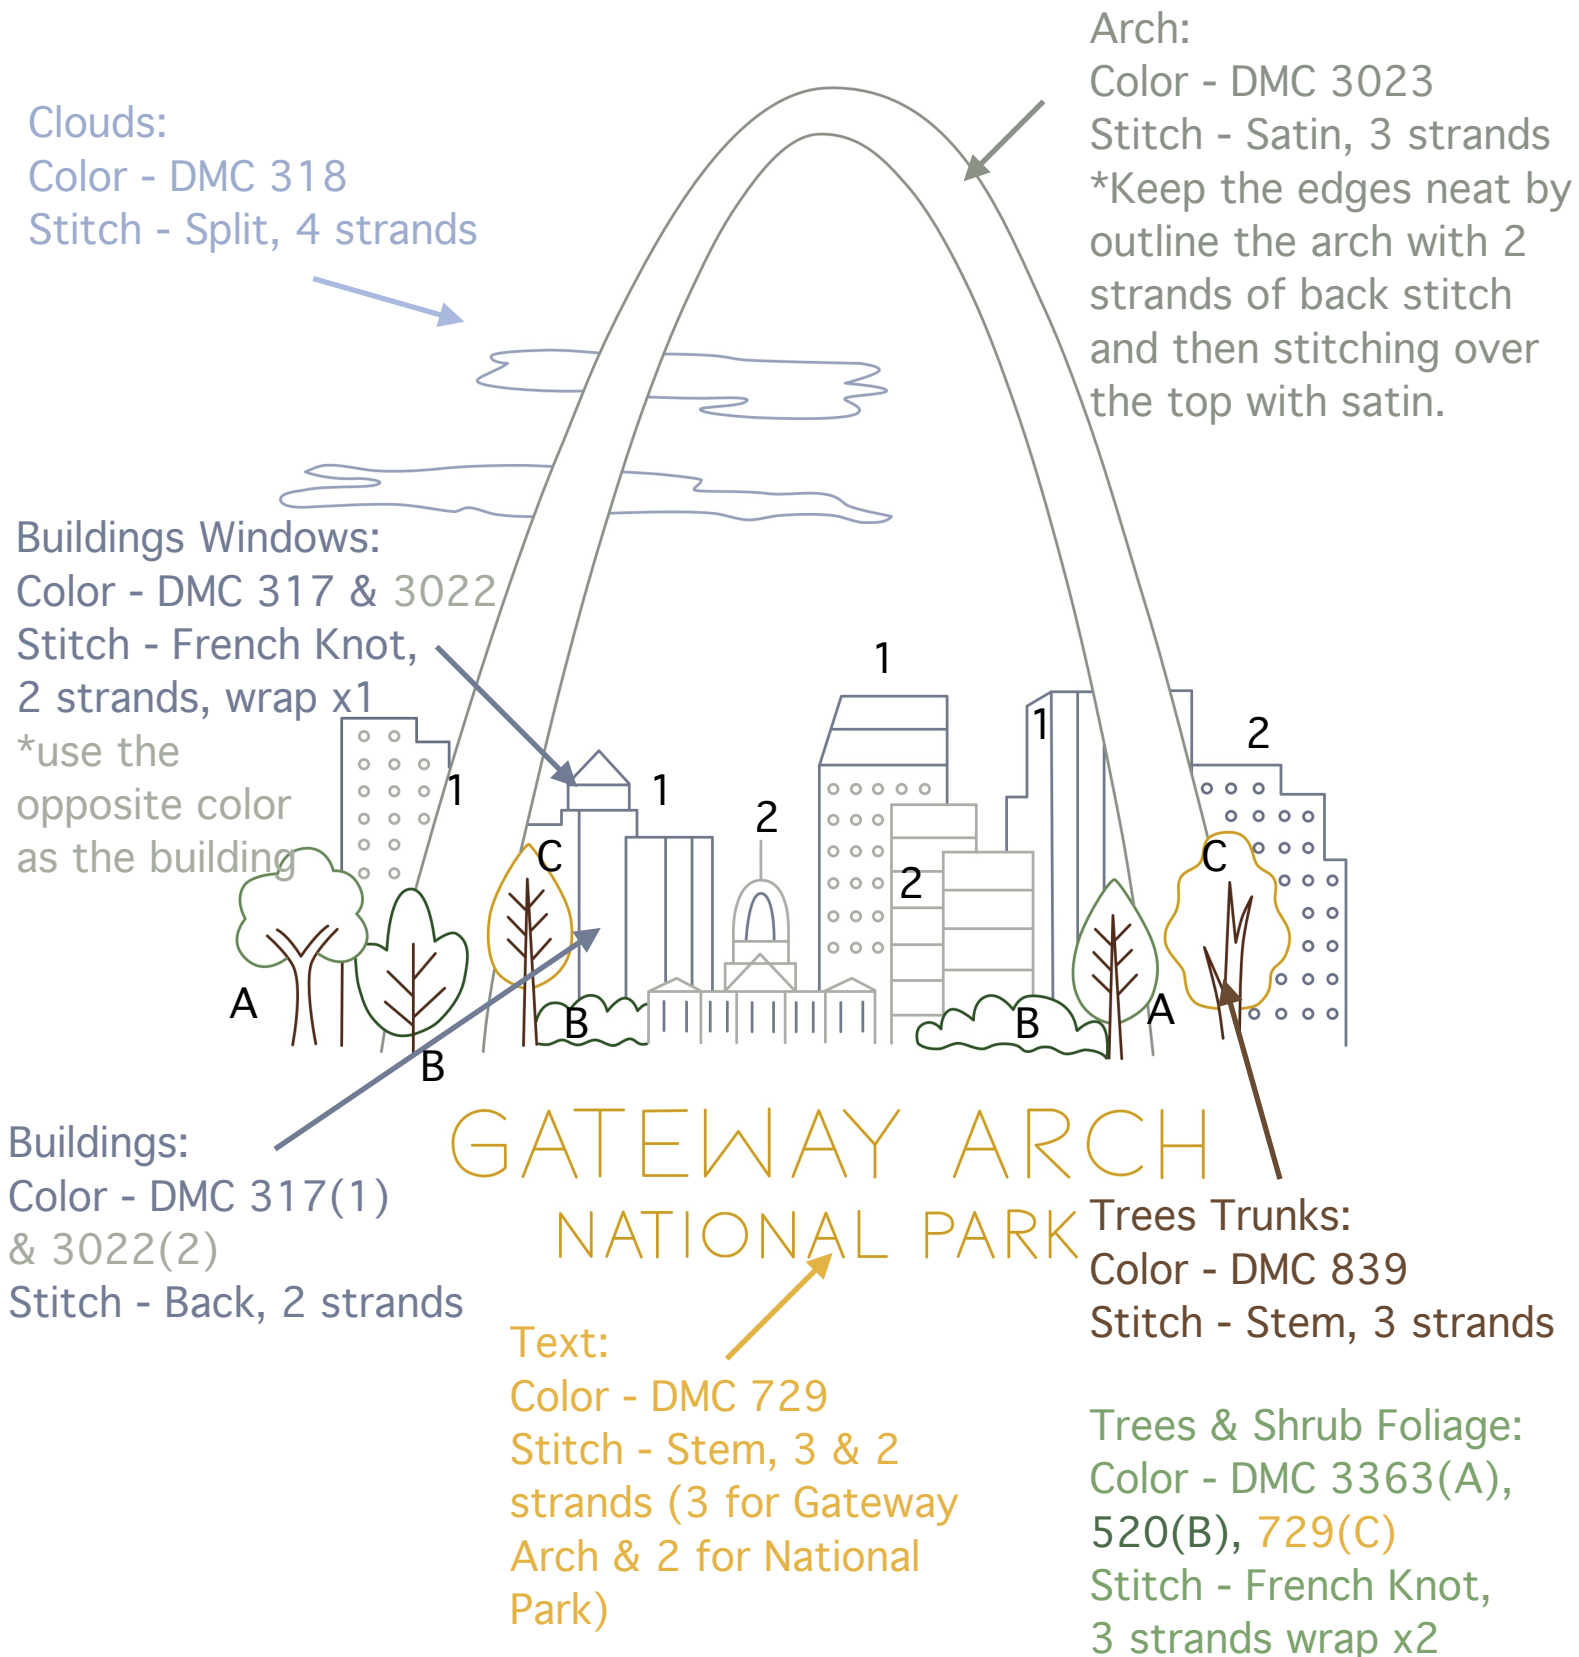 Arch:
Color - DMC 3023
Stitch - Satin, 3 strands
*Keep the edges neat by
outline the arch with 2
strands of back stitch
and then stitching over
the top with satin.
Clouds:
Color - DMC 318
Stitch - Split, 4 strands
Buildings Windows:
Color - DMC 317 & 3022
Stitch - French Knot,
2 strands, wrap x1
*use the
opposite color
as the building
1
1
2
1
1
2
2
C
C
A
B
B
A
B
GATEWAY ARCH
NATIONAL PARK
Buildings:
Color - DMC 317(1)
& 3022(2)
Stitch - Back, 2 strands
Text:
Color - DMC 729
Stitch - Stem, 3 & 2
strands (3 for Gateway
Arch & 2 for National
Park)
Trees Trunks:
Color - DMC 839
Stitch - Stem, 3 strands
Trees & Shrub Foliage:
Color - DMC 3363(A),
520(B), 729(C)
Stitch - French Knot,
3 strands wrap x2